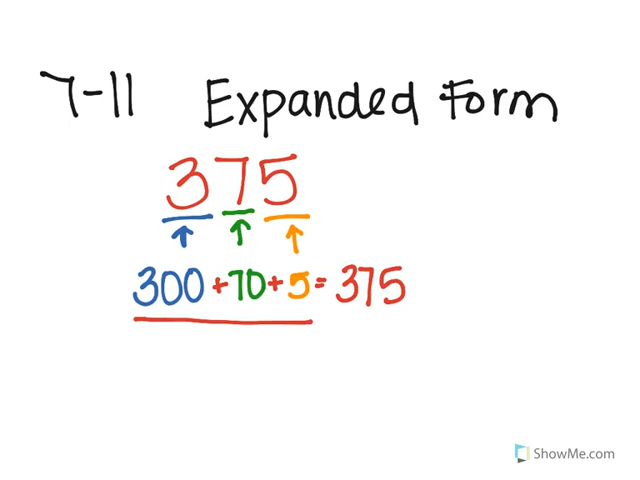 7-11 Expanded Form
375
300 + 70 + 5 = 375
ShowMe.com